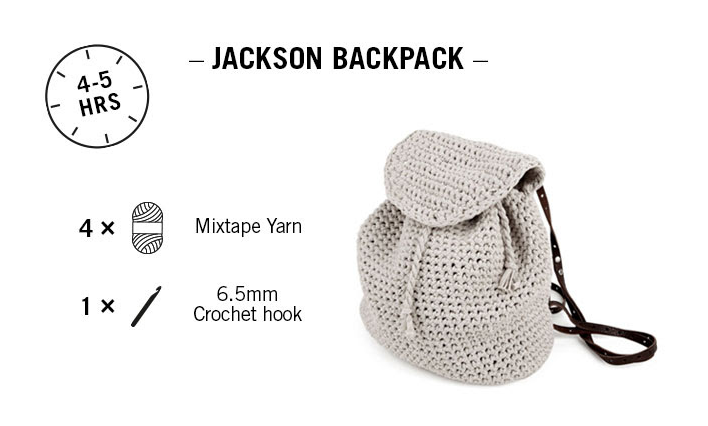 4-5
HRS
– JACKSON BACKPACK –
4 × Mixtape Yarn
1 × 6.5mm
Crochet hook